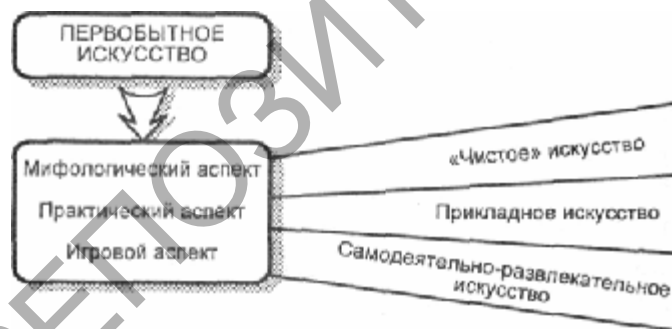 ПЕРВОБЫТНОЕ
ИСКУССТВО
Мифологический аспект
Практический аспект
Игровой аспект
«Чистое» искусство
Прикладное искусство
Самодеятельно-развлекательное
искусство